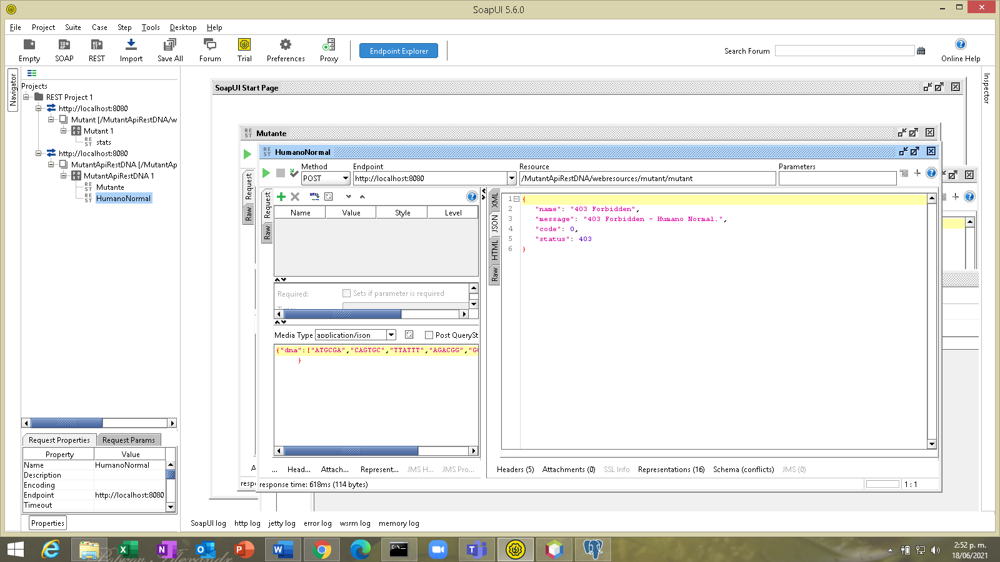 SoapUI 5.6.0
File Project Suite Case Step Tools Desktop Help
Empty SOAP REST Import Save All Forum Trial Preferences Proxy Endpoint Explorer Search Forum Online Help
Navigator
Projects
REST Project 1
http://localhost:8080
Mutant [/MutantApiRestDNA/w
Mutant 1
stats
http://localhost:8080
MutantApiRestDNA [/MutantAp
MutantApiRestDNA 1
Mutante
HumanoNormal
Request Properties Request Params
Property Value
Name HumanoNormal
Description
Encoding
Endpoint http://localhost:8080
Timeout
Properties
SoapUI Start Page
Inspector
Mutante
Request
Raw
HumanoNormal
Method Endpoint Resource Parameters
POST http://localhost:8080 /MutantApiRestDNA/webresources/mutant/mutant
Request
Raw
Name Value Style Level
Required: Sets if parameter is required
Media Type application/json Post QuerySt
{"dna":["ATGCGA","CAGTGC","TTATTT","AGACGG","G
}
... Head... Attach... Represent... JMS H... JMS Pro...
XML
JSON
HTML
Raw
1 {
2 "name": "403 Forbidden",
3 "message": "403 Forbidden - Humano Normal.",
4 "code": 0,
5 "status": 403
6 }
Headers (5) Attachments (0) SSL Info Representations (16) Schema (conflicts) JMS (0)
A
resp
response time: 618ms (114 bytes)
1 : 1
SoapUI log http log jetty log error log wsrm log memory log
2:52 p. m.
18/06/2021